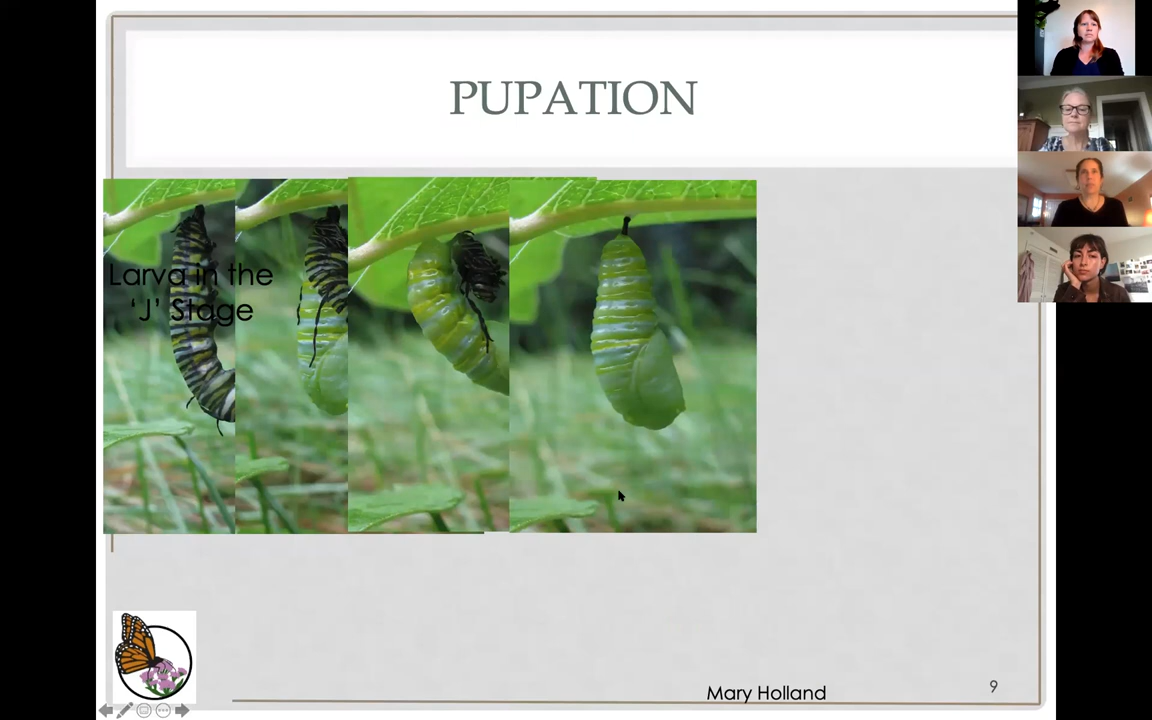 PUPATION
Larva in the
‘J’ Stage
Mary Holland
9